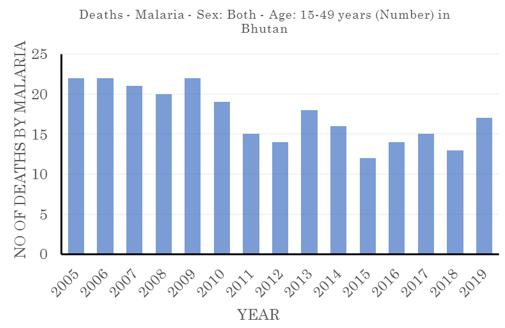 Deaths - Malaria - Sex: Both - Age: 15-49 years (Number) in
Bhutan
NO OF DEATHS BY MALARIA
25
20
15
10
5
0
2005 2006 2007 2008 2009 2010 2011 2012 2013 2014 2015 2016 2017 2018 2019
YEAR